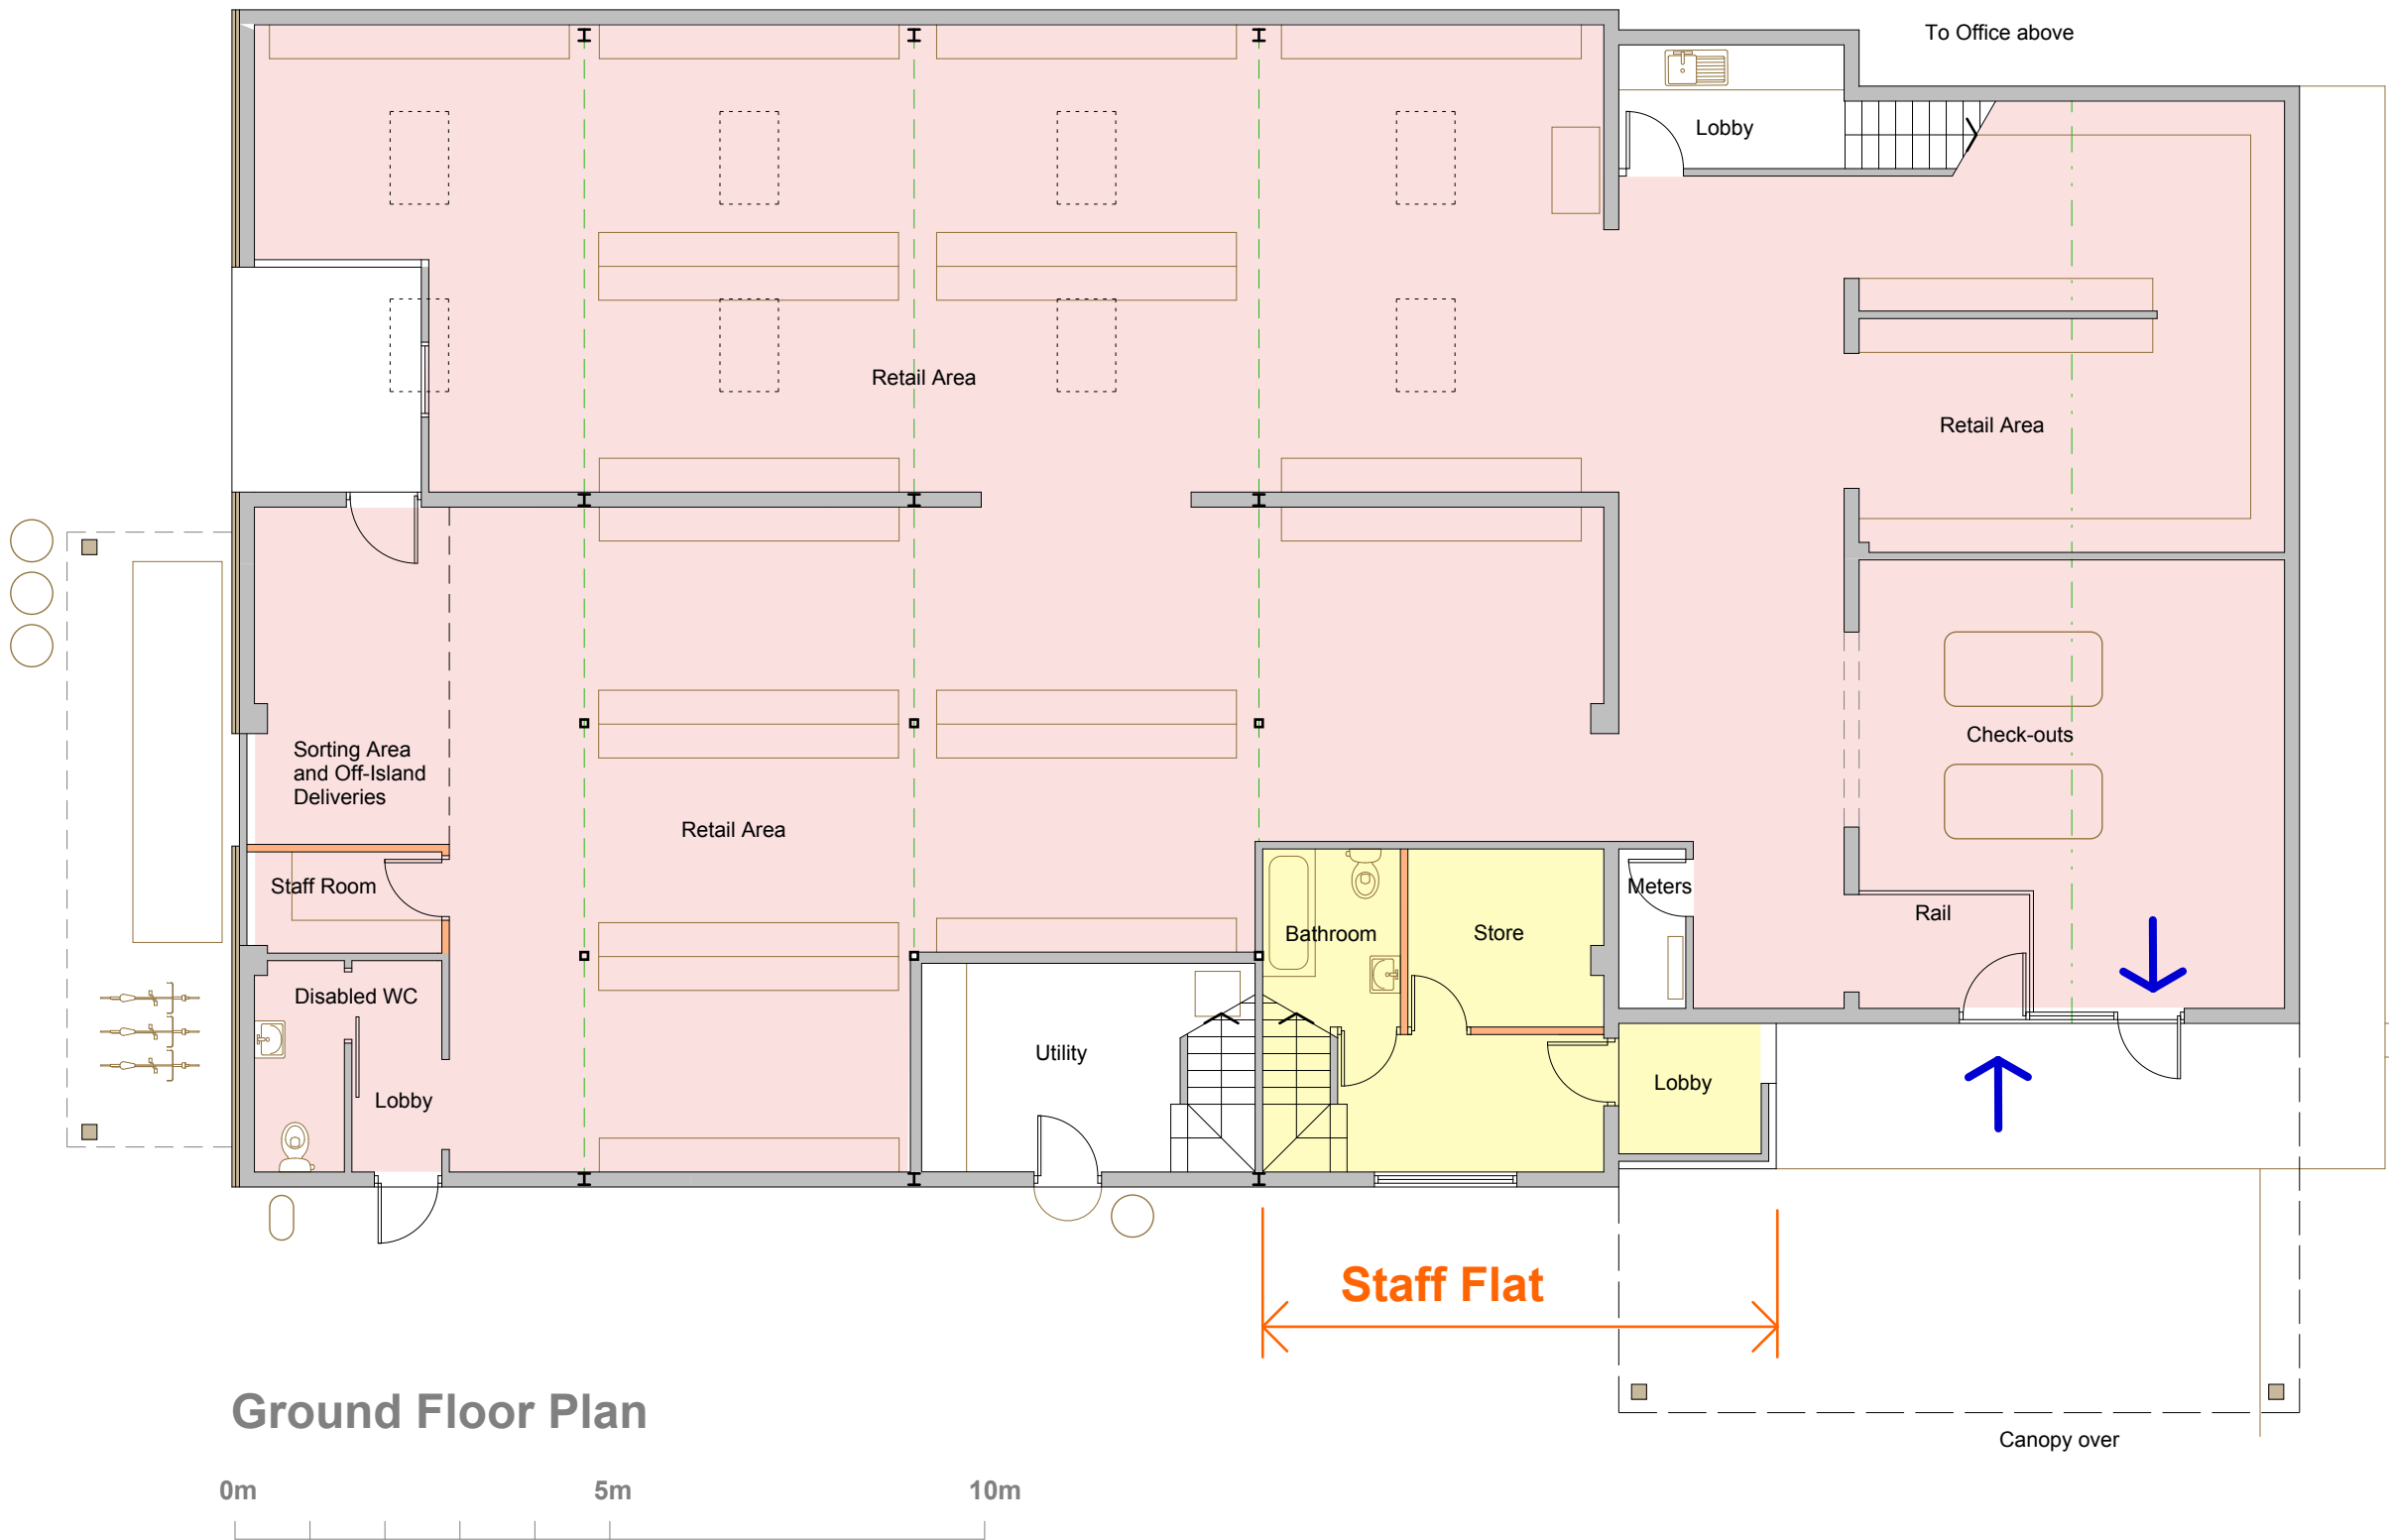 To Office above
Lobby
Retail Area
Retail Area
Check-outs
Sorting Area
and Off-Island
Deliveries
Retail Area
Staff Room
Meters
Rail
Bathroom
Store
Disabled WC
Utility
Lobby
Lobby
Staff Flat
Ground Floor Plan
Canopy over
0m
5m
10m